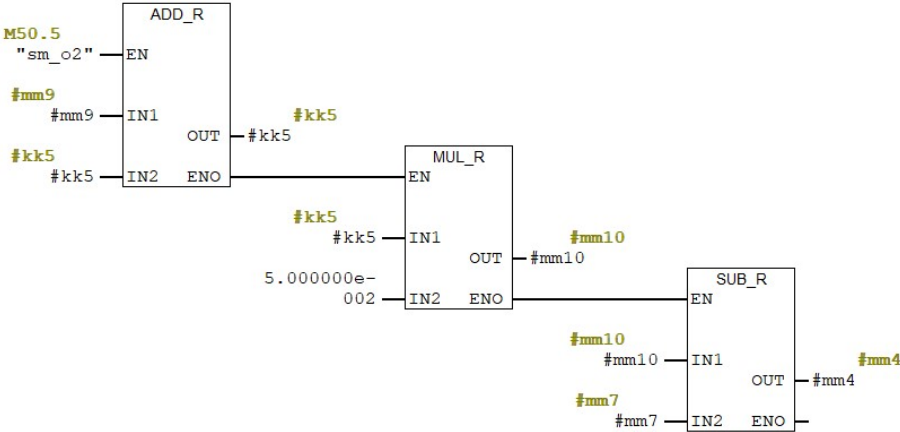 ADD_R
M50.5
"sm_o2"
EN
#mm9
#mm9
IN1
#kk5
OUT
#kk5
#kk5
#kk5
IN2
ENO
MUL_R
EN
#kk5
#kk5
IN1
#mm10
OUT
#mm10
5.000000e-
002
IN2
ENO
SUB_R
EN
#mm10
#mm10
IN1
#mm4
OUT
#mm4
#mm7
#mm7
IN2
ENO